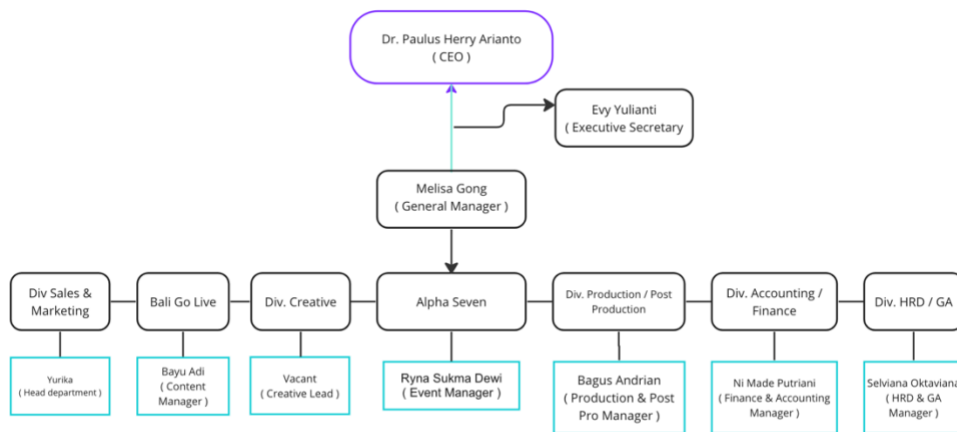 Dr. Paulus Herry Arianto
( CEO )
Evy Yulianti
( Executive Secretary
Melisa Gong
( General Manager )
Div Sales &
Marketing
Bali Go Live
Div. Creative
Alpha Seven
Div. Production / Post
Production
Div. Accounting /
Finance
Div. HRD / GA
Yurika
( Head department )
Bayu Adi
( Content
Manager )
Vacant
( Creative Lead )
Ryna Sukma Dewi
( Event Manager )
Bagus Andrian
( Production & Post
Pro Manager )
Ni Made Putriani
( Finance & Accounting
Manager )
Selviana Oktaviana
( HRD & GA
Manager )